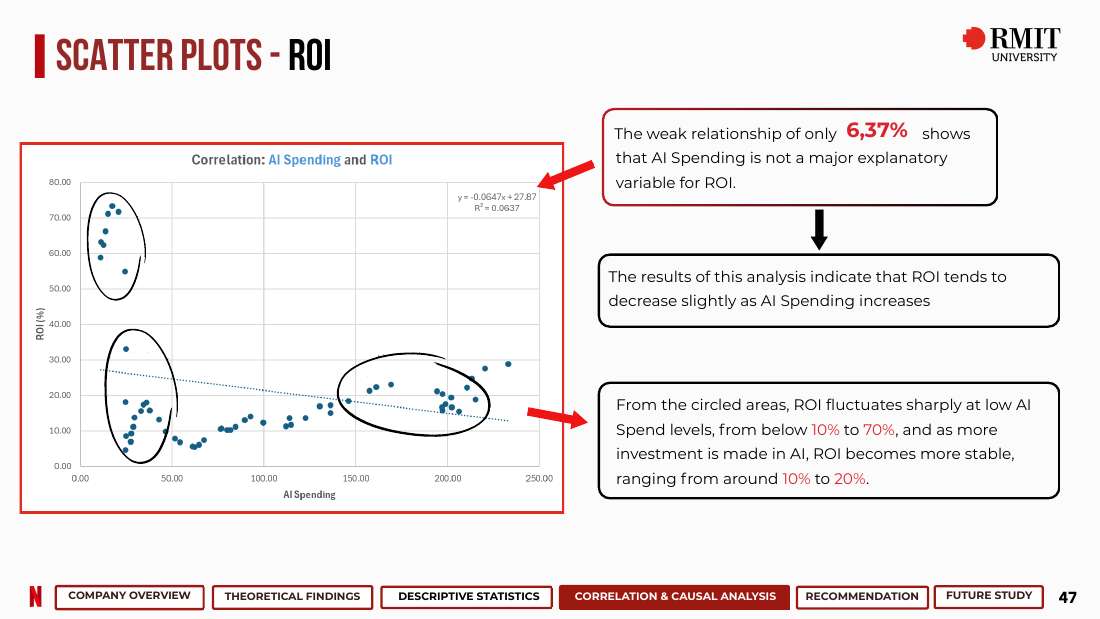 SCATTER PLOTS - ROI
RMIT
UNIVERSITY
Correlation: AI Spending and ROI
y = -0.0647x + 27.87
R² = 0.0637
80.00
70.00
60.00
50.00
40.00
30.00
20.00
10.00
0.00
ROI (%)
0.00 50.00 100.00 150.00 200.00 250.00
AI Spending
The weak relationship of only 6,37% shows
that AI Spending is not a major explanatory
variable for ROI.
The results of this analysis indicate that ROI tends to
decrease slightly as AI Spending increases
From the circled areas, ROI fluctuates sharply at low AI
Spend levels, from below 10% to 70%, and as more
investment is made in AI, ROI becomes more stable,
ranging from around 10% to 20%.
N
COMPANY OVERVIEW
THEORETICAL FINDINGS
DESCRIPTIVE STATISTICS
CORRELATION & CAUSAL ANALYSIS
RECOMMENDATION
FUTURE STUDY
47